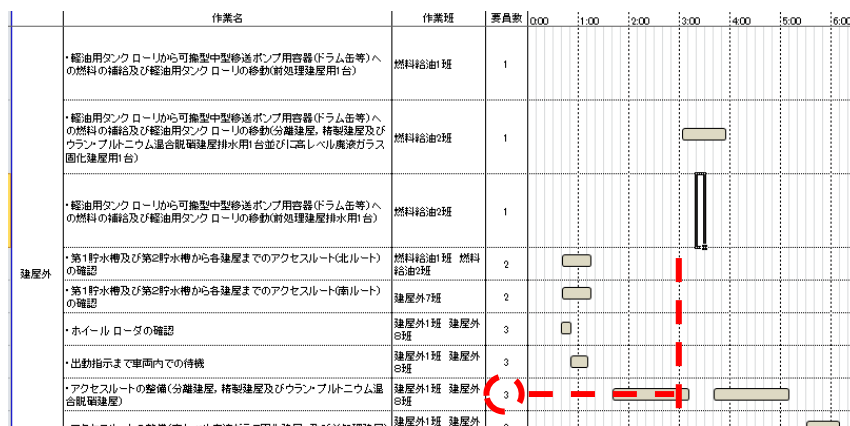 作業名 作業班 要員数 0:00 1:00 2:00 3:00 4:00 5:00 6:00
・軽油用タンク ローリから可搬型中型移送ポンプ用容器(ドラム缶等)へ
の燃料の補給及び軽油用タンク ローリの移動(前処理建屋用1台)
燃料給油1班
1
・軽油用タンク ローリから可搬型中型移送ポンプ用容器(ドラム缶等)へ
の燃料の補給及び軽油用タンク ローリの移動(分離建屋, 精製建屋及び
ウラン・プルトニウム混合脱硝建屋排水用1台並びに高レベル廃液ガラス
固化建屋用1台)
燃料給油2班
1
・軽油用タンク ローリから可搬型中型移送ポンプ用容器(ドラム缶等)へ
の燃料の補給及び軽油用タンク ローリの移動(前処理建屋排水用1台)
燃料給油2班
1
建屋外
・第1貯水槽及び第2貯水槽から各建屋までのアクセスルート(北ルート)
の確認
燃料給油1班 燃料
給油2班
2
・第1貯水槽及び第2貯水槽から各建屋までのアクセスルート(南ルート)
の確認
建屋外7班
2
・ホイール ローダの確認
建屋外1班 建屋外
8班
3
・出動指示まで車両内での待機
建屋外1班 建屋外
8班
3
・アクセスルートの整備(分離建屋, 精製建屋及びウラン・プルトニウム混
合脱硝建屋)
建屋外1班 建屋外
8班
3
建屋外1班 建屋外